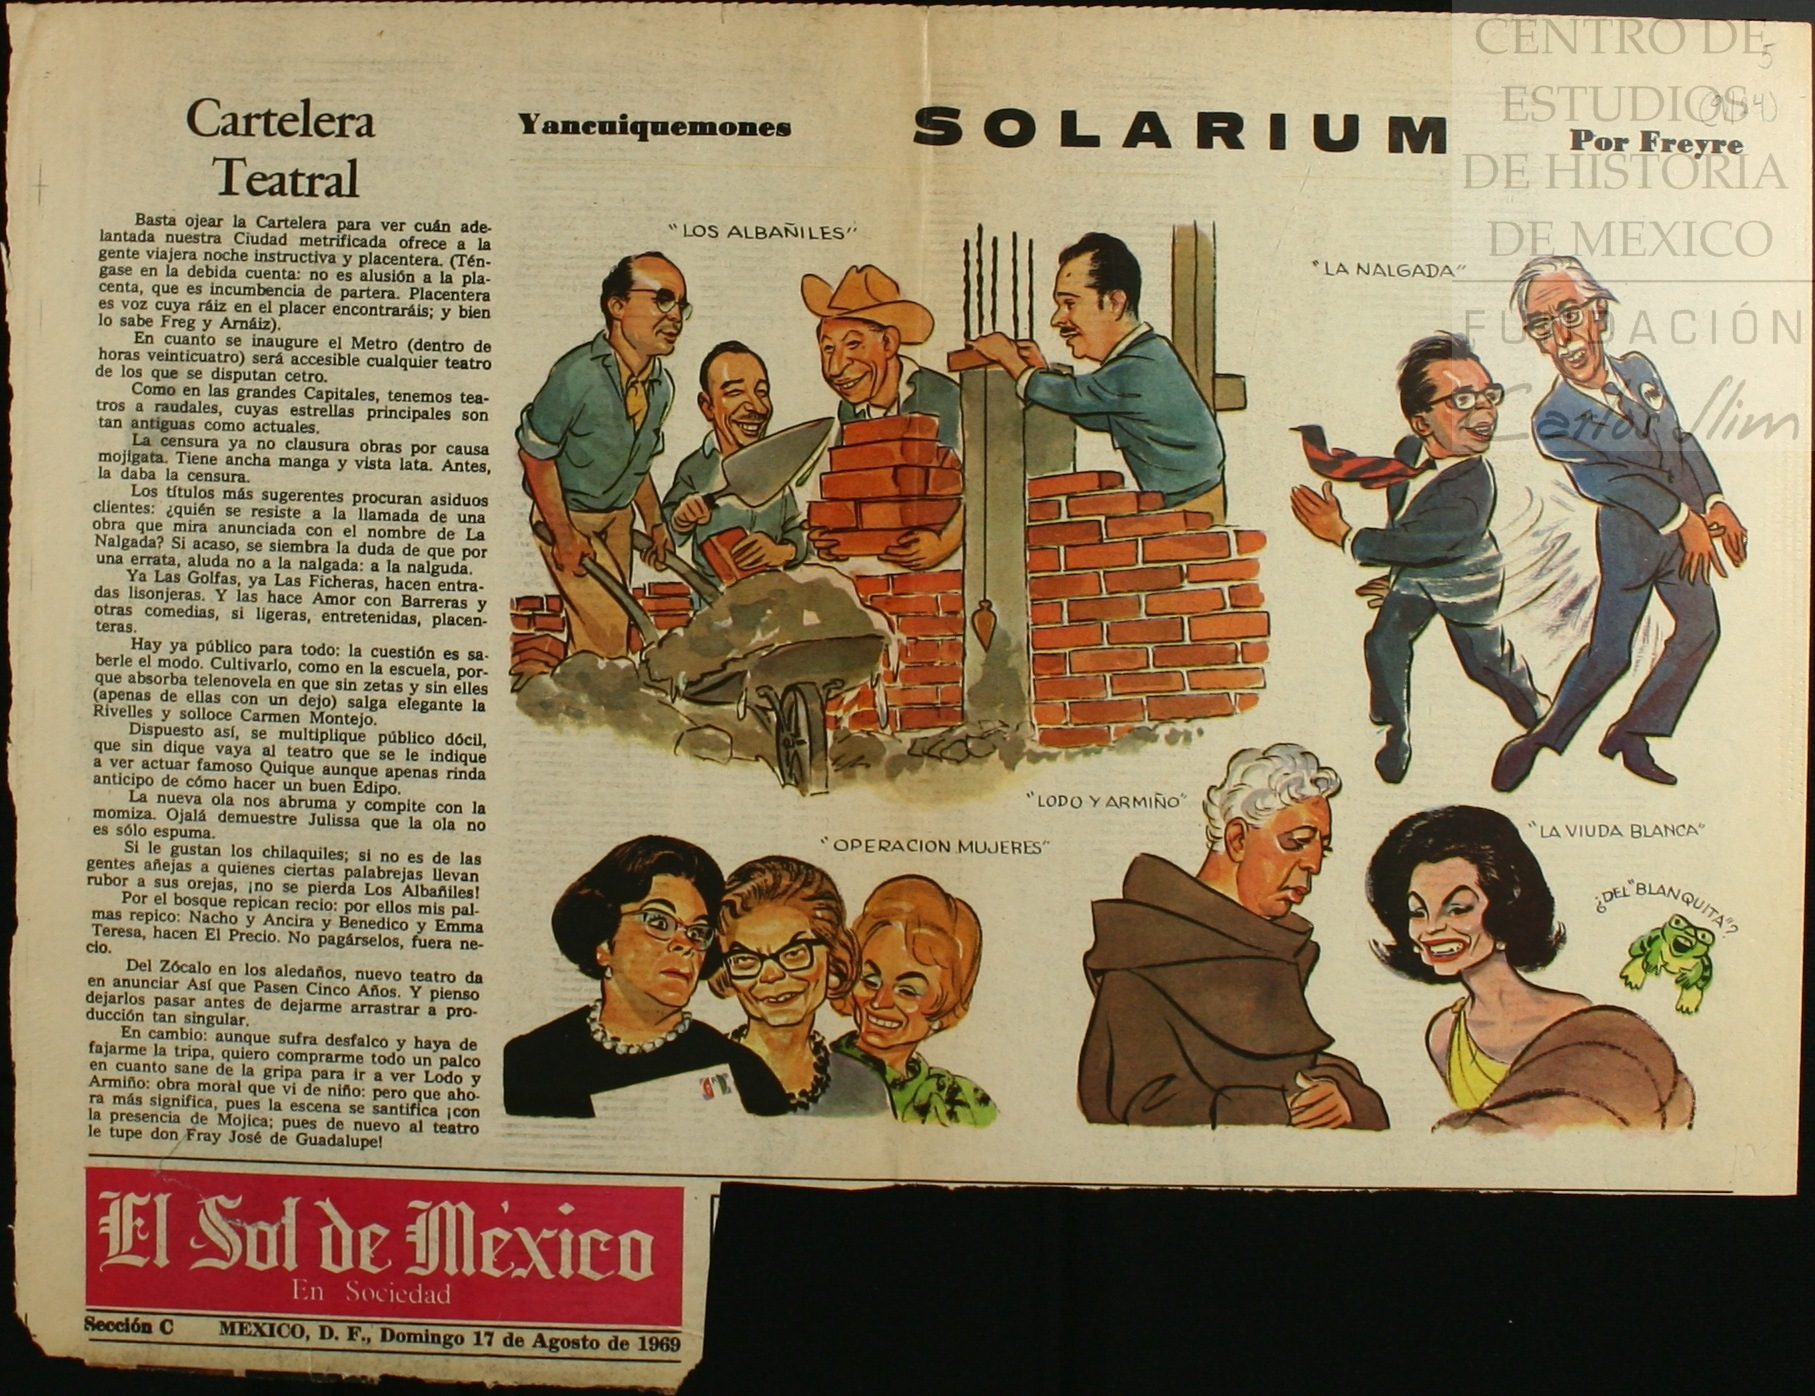 CENTRO DE
ESTUDIOS
DE HISTORIA
DE MEXICO
FUNDACIÓN
Carlos Slim
5
Cartelera
Teatral
Yancuiquemones
SOLARIUM
Por Freyre
Basta ojear la Cartelera para ver cuán ade-
lantada nuestra Ciudad metrificada ofrece a la
gente viajera noche instructiva y placentera. (Tén-
gase en la debida cuenta: no es alusión a la pla-
centa, que es incumbencia de partera. Placentera
es voz cuya ráiz en el placer encontraráis; y bien
lo sabe Freg y Arnáiz).
En cuanto se inaugure el Metro (dentro de
horas veinticuatro) será accesible cualquier teatro
de los que se disputan cetro.
Como en las grandes Capitales, tenemos tea-
tros a raudales, cuyas estrellas principales son
tan antiguas como actuales.
La censura ya no clausura obras por causa
mojigata. Tiene ancha manga y vista lata. Antes,
la daba la censura.
Los títulos más sugerentes procuran asiduos
clientes: ¿quién se resiste a la llamada de una
obra que mira anunciada con el nombre de La
Nalgada? Si acaso, se siembra la duda de que por
una errata, aluda no a la nalgada: a la nalguda.
Ya Las Golfas, ya Las Ficheras, hacen entra-
das lisonjeras. Y las hace Amor con Barreras y
otras comedias, si ligeras, entretenidas, placen-
teras.
Hay ya público para todo: la cuestión es sa-
berle el modo. Cultivarlo, como en la escuela, por-
que absorba telenovela en que sin zetas y sin elles
(apenas de ellas con un dejo) salga elegante la
Rivelles y solloce Carmen Montejo.
Dispuesto así, se multiplique público dócil,
que sin dique vaya al teatro que se le indique
a ver actuar famoso Quique aunque apenas rinda
anticipo de cómo hacer un buen Edipo.
La nueva ola nos abruma y compite con la
momiza. Ojalá demuestre Julissa que la ola no
es sólo espuma.
Si le gustan los chilaquiles; si no es de las
gentes añejas a quienes ciertas palabrejas llevan
rubor a sus orejas, ¡no se pierda Los Albañiles!
Por el bosque repican recio: por ellos mis pal-
mas repico: Nacho y Ancira y Benedico y Emma
Teresa, hacen El Precio. No pagárselos, fuera ne-
cio.
Del Zócalo en los aledaños, nuevo teatro da
en anunciar Así que Pasen Cinco Años. Y pienso
dejarlos pasar antes de dejarme arrastrar a pro-
ducción tan singular.
En cambio: aunque sufra desfalco y haya de
fajarme la tripa, quiero comprarme todo un palco
en cuanto sane de la gripa para ir a ver Lodo y
Armiño: obra moral que vi de niño: pero que aho-
ra más significa, pues la escena se santifica ¡con
la presencia de Mojica; pues de nuevo al teatro
le tupe don Fray José de Guadalupe!
"LOS ALBAÑILES"
"LA NALGADA"
"LODO Y ARMIÑO"
"OPERACION MUJERES"
"LA VIUDA BLANCA"
¿DEL "BLANQUITA"?
El Sol de México
En Sociedad
Sección C MEXICO, D. F., Domingo 17 de Agosto de 1969